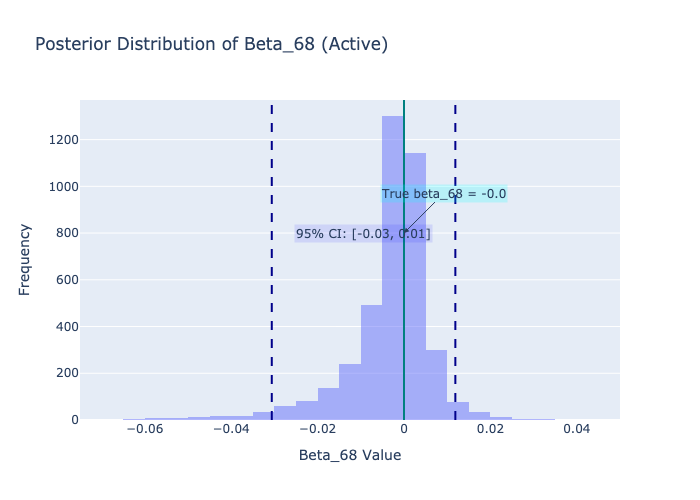 Posterior Distribution of Beta_68 (Active)
1200
1000
800
600
400
200
0
Frequency
True beta_68 = -0.0
95% CI: [-0.03, 0.01]
−0.06
−0.04
−0.02
0
0.02
0.04
Beta_68 Value